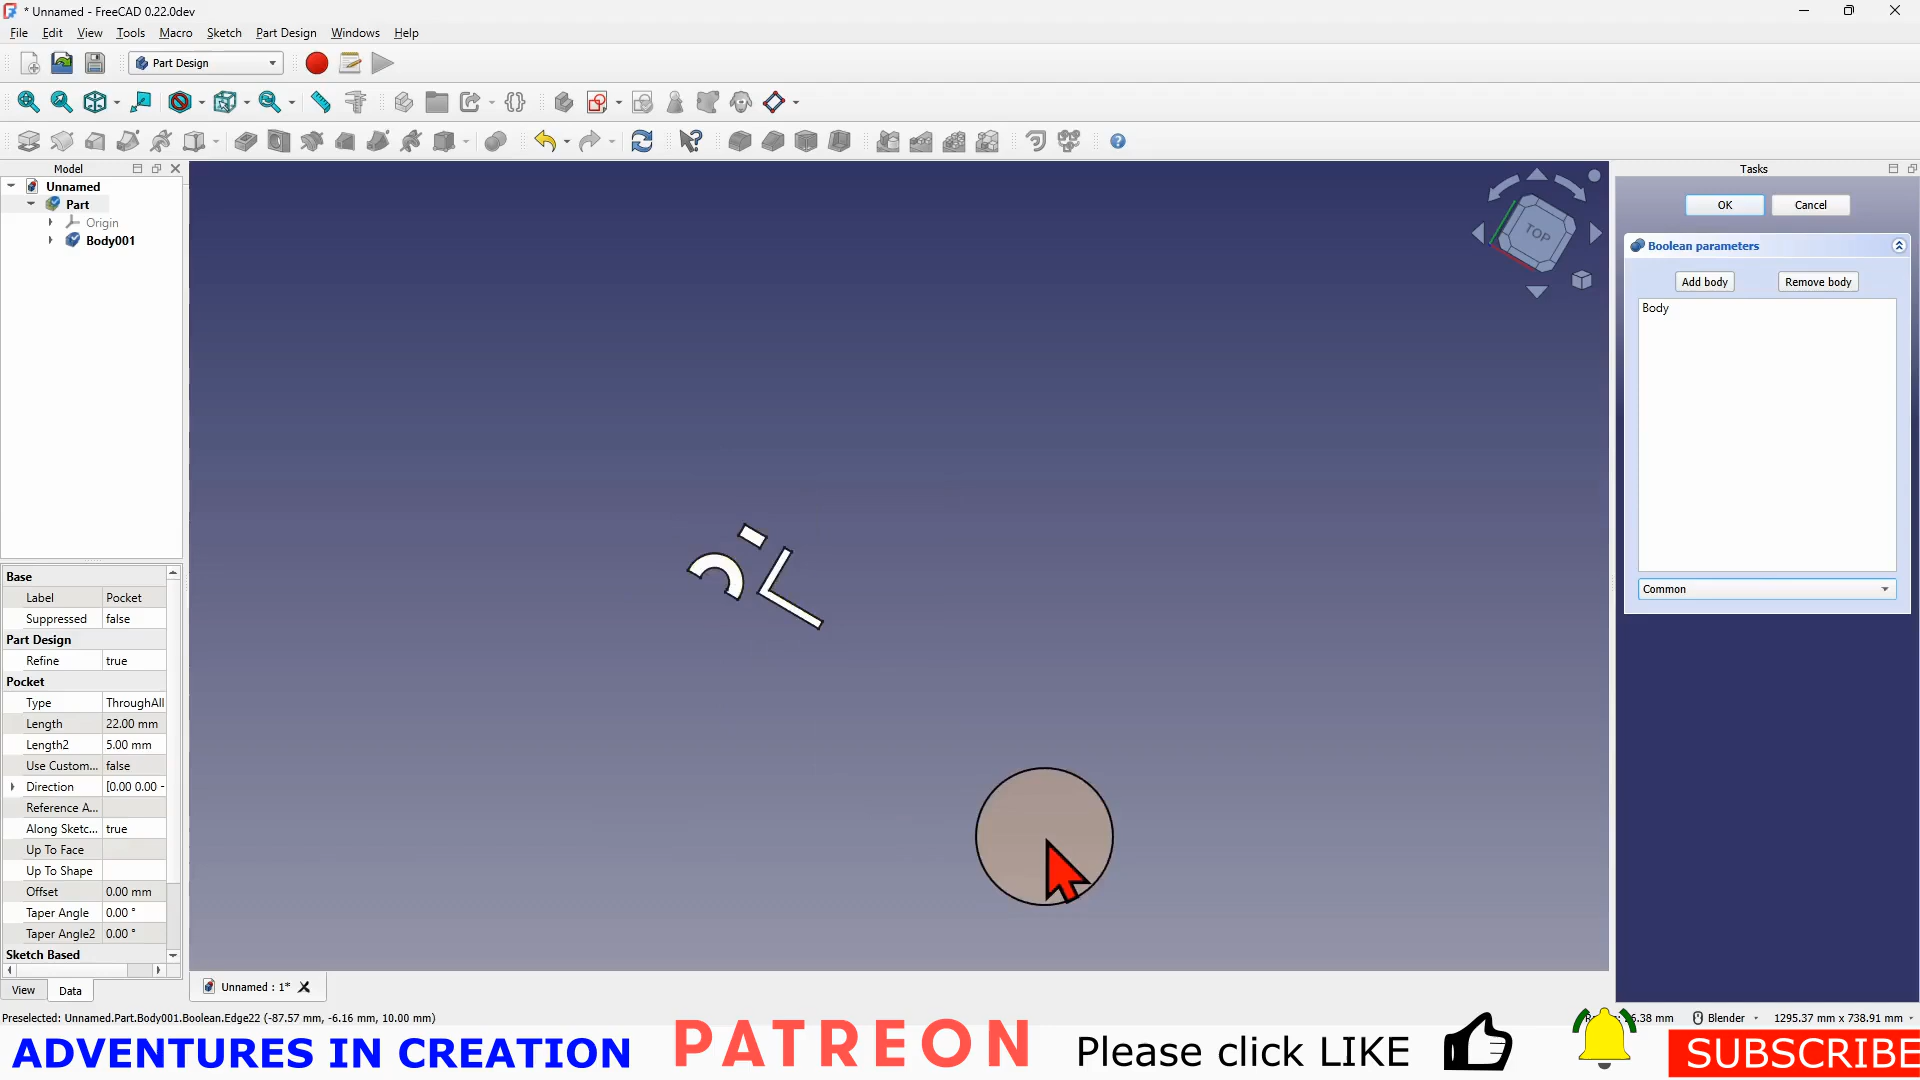 * Unnamed - FreeCAD 0.22.0dev
File Edit View Tools Macro Sketch Part Design Windows Help
Part Design
Model
Unnamed
Part
Origin
Body001
Base
Label Pocket
Suppressed false
Part Design
Refine true
Pocket
Type ThroughAll
Length 22.00 mm
Length2 5.00 mm
Use Custom... false
Direction [0.00 0.00 -
Reference A...
Along Sketc... true
Up To Face
Up To Shape
Offset 0.00 mm
Taper Angle 0.00 °
Taper Angle2 0.00 °
Sketch Based
View Data
TOP
Unnamed : 1*
Tasks
OK Cancel
Boolean parameters
Add body Remove body
Body
Common
Preselected: Unnamed.Part.Body001.Boolean.Edge22 (-87.57 mm, -6.16 mm, 10.00 mm)
6.38 mm Blender 1295.37 mm x 738.91 mm
ADVENTURES IN CREATION PATREON Please click LIKE SUBSCRIBE